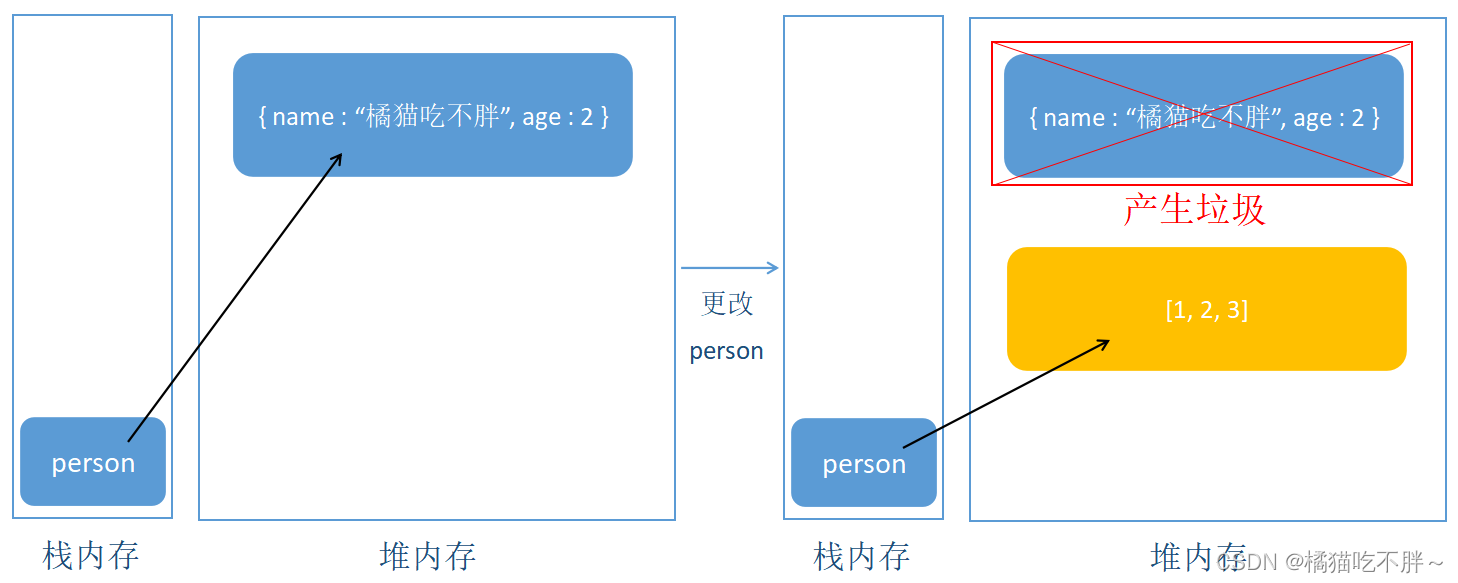 { name : “橘猫吃不胖”, age : 2 }
person
栈内存
堆内存
更改
person
{ name : “橘猫吃不胖”, age : 2 }
产生垃圾
[1, 2, 3]
person
栈内存
堆内存
CSDN @橘猫吃不胖～